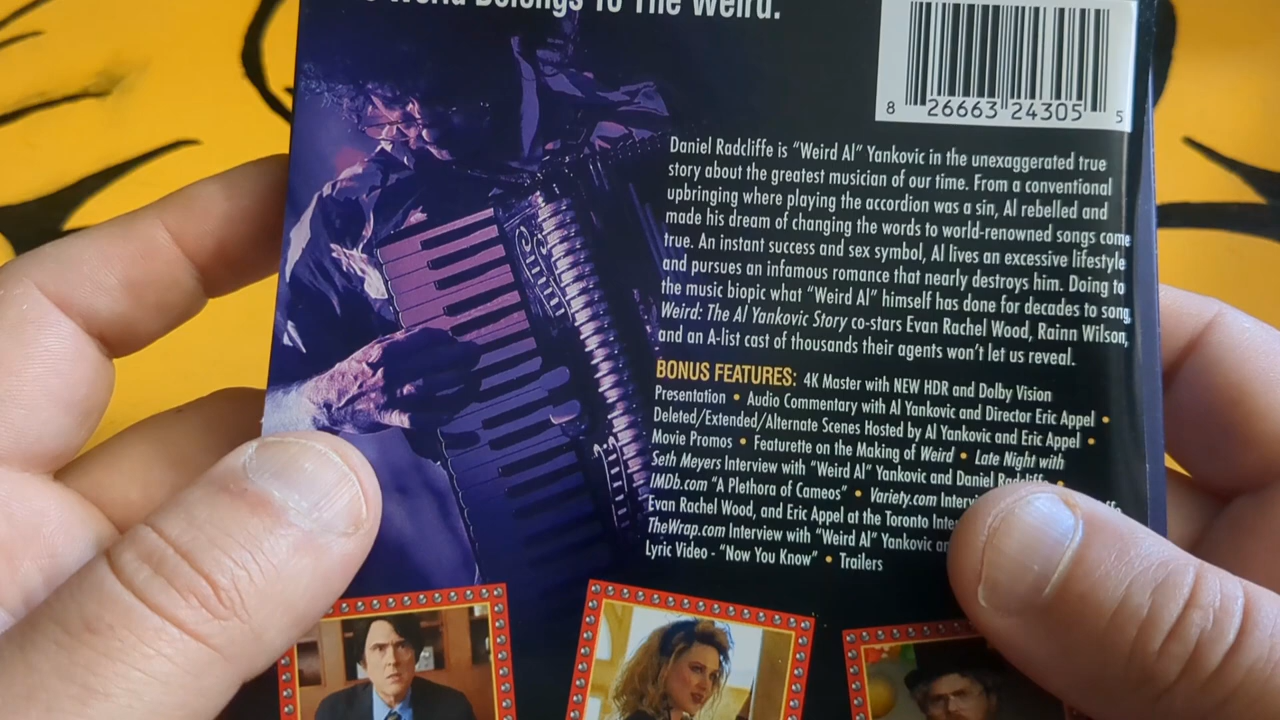 World Belongs To The Weird.
8 26663 24305 5
Daniel Radcliffe is “Weird Al” Yankovic in the unexaggerated true
story about the greatest musician of our time. From a conventional
upbringing where playing the accordion was a sin, Al rebelled and
made his dream of changing the words to world-renowned songs come
true. An instant success and sex symbol, Al lives an excessive lifestyle
and pursues an infamous romance that nearly destroys him. Doing to
the music biopic what “Weird Al” himself has done for decades to song,
Weird: The Al Yankovic Story co-stars Evan Rachel Wood, Rainn Wilson,
and an A-list cast of thousands their agents won’t let us reveal.
BONUS FEATURES: 4K Master with NEW HDR and Dolby Vision
Presentation • Audio Commentary with Al Yankovic and Director Eric Appel •
Deleted/Extended/Alternate Scenes Hosted by Al Yankovic and Eric Appel •
Movie Promos • Featurette on the Making of Weird • Late Night with
Seth Meyers Interview with “Weird Al” Yankovic and Daniel Radcliffe •
IMDb.com “A Plethora of Cameos” • Variety.com
Evan Rachel Wood, and Eric Appel at the Toronto
TheWrap.com Interview with “Weird Al” Yankovic
Lyric Video - “Now You Know” • Trailers